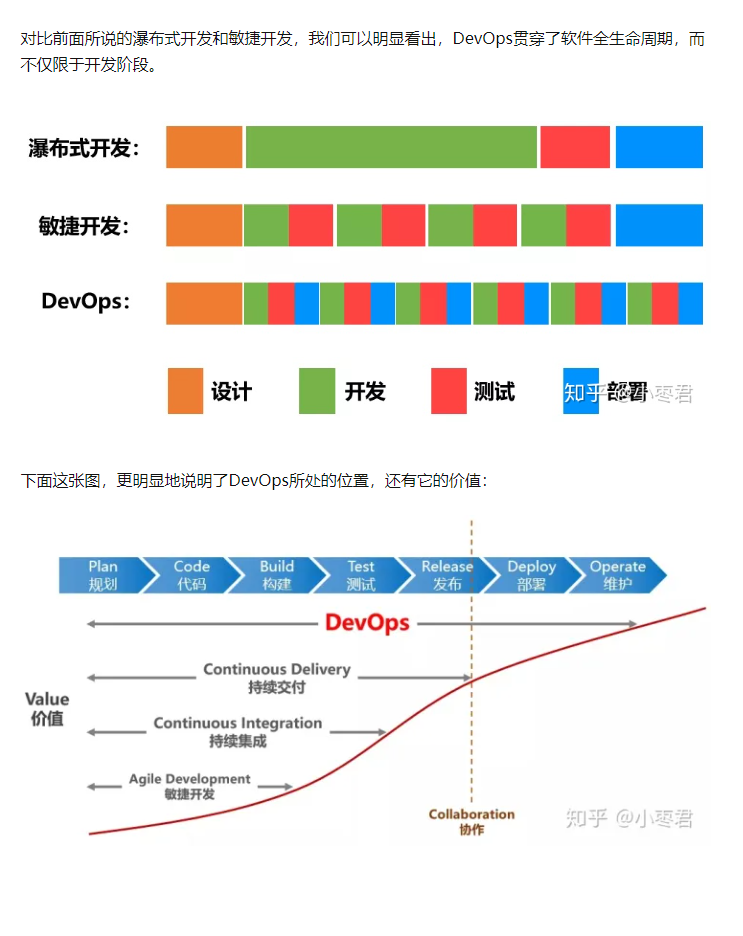 对比前面所说的瀑布式开发和敏捷开发，我们可以明显看出，DevOps贯穿了软件全生命周期，而
不仅限于开发阶段。
瀑布式开发：
敏捷开发：
DevOps：
设计 开发 测试 部署
知乎 @小枣君
下面这张图，更明显地说明了DevOps所处的位置，还有它的价值：
Plan Code Build Test Release Deploy Operate
规划 代码 构建 测试 发布 部署 维护
DevOps
Continuous Delivery
持续交付
Value
价值
Continuous Integration
持续集成
Agile Development
敏捷开发
Collaboration
协作
知乎 @小枣君